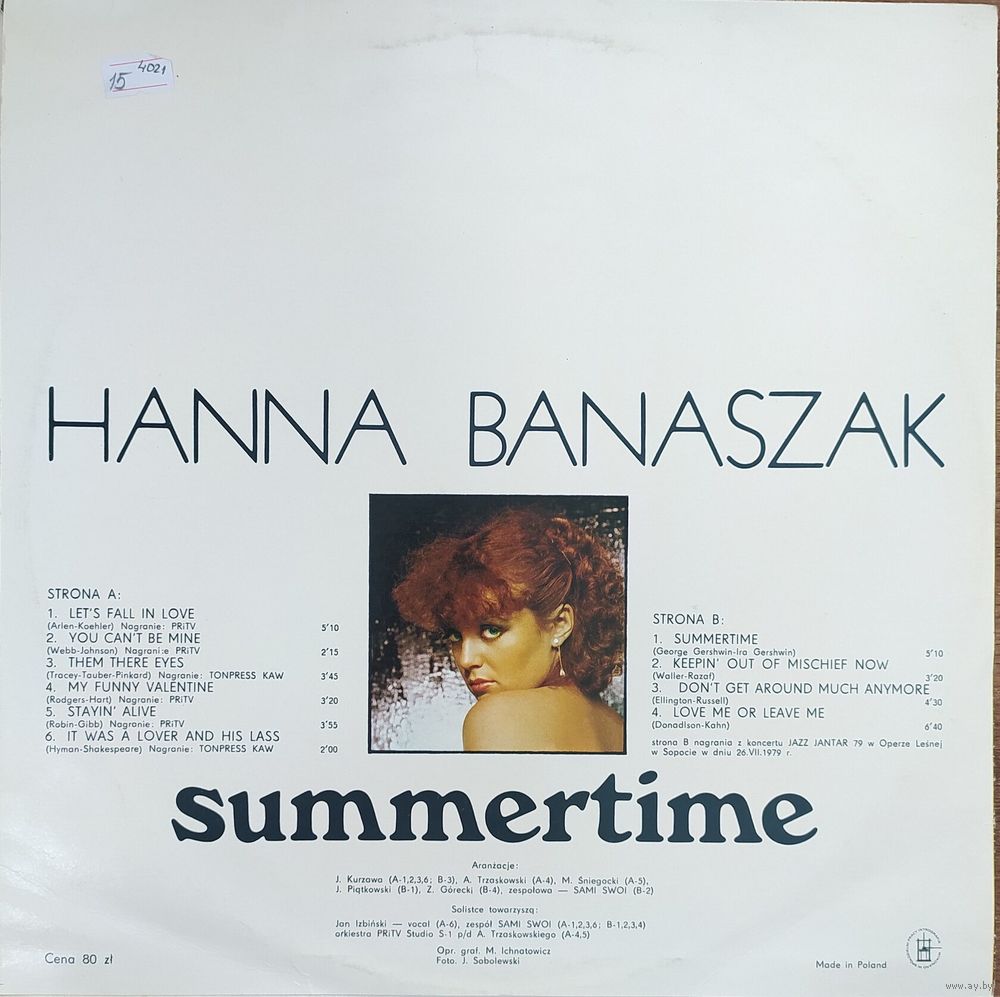 4021
15
HANNA BANASZAK
STRONA A:
1. LET'S FALL IN LOVE
(Arlen-Koehler) Nagranie: PRiTV 5'10
2. YOU CAN'T BE MINE
(Webb-Johnson) Nagrani:e PRiTV 2'15
3. THEM THERE EYES
(Tracey-Tauber-Pinkard) Nagranie: TONPRESS KAW 3'45
4. MY FUNNY VALENTINE
(Rodgers-Hart) Nagranie: PRiTV 3'20
5. STAYIN' ALIVE
(Robin-Gibb) Nagranie: PRiTV 3'55
6. IT WAS A LOVER AND HIS LASS
(Hyman-Shakespeare) Nagranie: TONPRESS KAW 2'00
STRONA B:
1. SUMMERTIME
(George Gershwin-Ira Gershwin) 5'10
2. KEEPIN' OUT OF MISCHIEF NOW
(Waller-Razaf) 3'20
3. DON'T GET AROUND MUCH ANYMORE
(Ellington-Russell) 4'30
4. LOVE ME OR LEAVE ME
(Donadlson-Kahn) 6'40
strona B nagrania z koncertu JAZZ JANTAR 79 w Operze Leśnej
w Sopocie w dniu 26.VII.1979 r.
summertime
Aranżacje:
J. Kurzawa (A-1,2,3,6; B-3), A. Trzaskowski (A-4), M. Śniegocki (A-5),
J. Piątkowski (B-1), Z. Górecki (B-4), zespołowa — SAMI SWOI (B-2)
Solistce towarzyszą:
Jan Izbiński — vocal (A-6), zespół SAMI SWOI (A-1,2,3,6; B-1,2,3,4)
orkiestra PRiTV Studio S-1 p/d A. Trzaskowskiego (A-4,5)
Opr. graf. M. Ichnatowicz
Foto. J. Sobolewski
Cena 80 zł
Made in Poland
www.ay.by